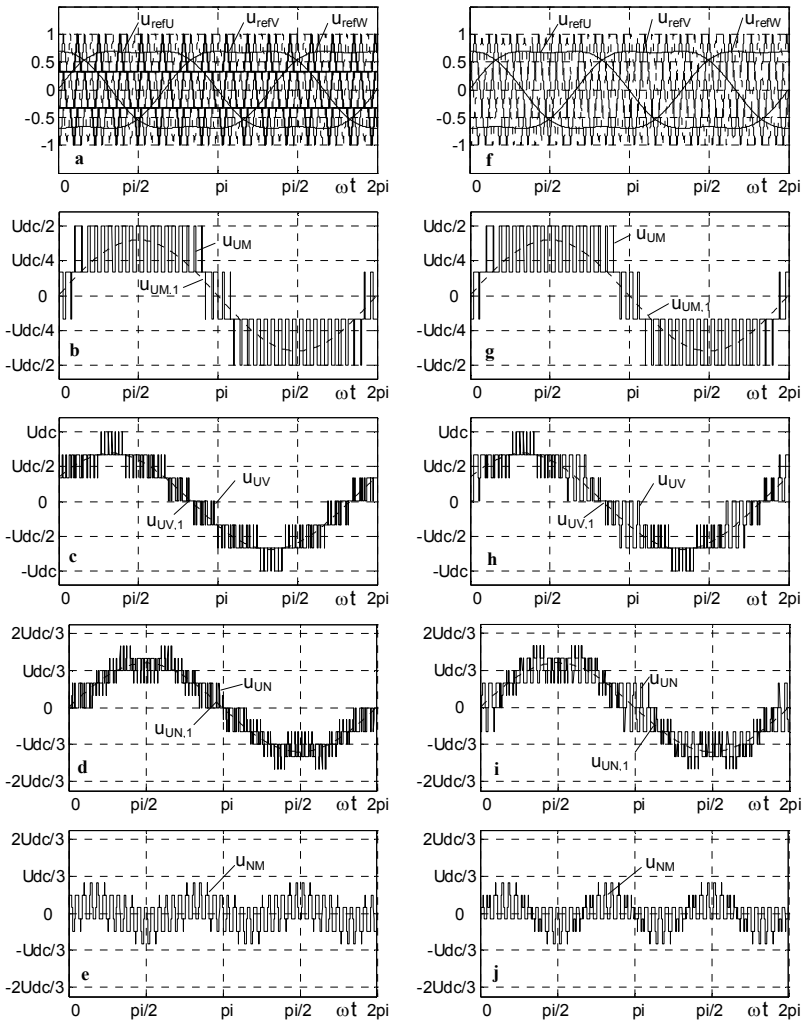 u_refU u_refV u_refW
1
0.5
0
-0.5
-1
a
0 pi/2 pi pi/2 ωt 2pi
u_refU u_refV u_refW
1
0.5
0
-0.5
-1
f
0 pi/2 pi pi/2 ωt 2pi
Udc/2
Udc/4
0
-Udc/4
-Udc/2
u_UM
u_UM.1
b
0 pi/2 pi pi/2 ωt 2pi
Udc/2
Udc/4
0
-Udc/4
-Udc/2
u_UM
u_UM.1
g
0 pi/2 pi pi/2 ωt 2pi
Udc
Udc/2
0
-Udc/2
-Udc
u_UV
u_UV.1
c
0 pi/2 pi pi/2 ωt 2pi
Udc
Udc/2
0
-Udc/2
-Udc
u_UV
u_UV.1
h
0 pi/2 pi pi/2 ωt 2pi
2Udc/3
Udc/3
0
-Udc/3
-2Udc/3
u_UN
u_UN.1
d
0 pi/2 pi pi/2 ωt 2pi
2Udc/3
Udc/3
0
-Udc/3
-2Udc/3
u_UN
u_UN.1
i
0 pi/2 pi pi/2 ωt 2pi
2Udc/3
Udc/3
0
-Udc/3
-2Udc/3
u_NM
e
0 pi/2 pi pi/2 ωt 2pi
2Udc/3
Udc/3
0
-Udc/3
-2Udc/3
u_NM
j
0 pi/2 pi pi/2 ωt 2pi